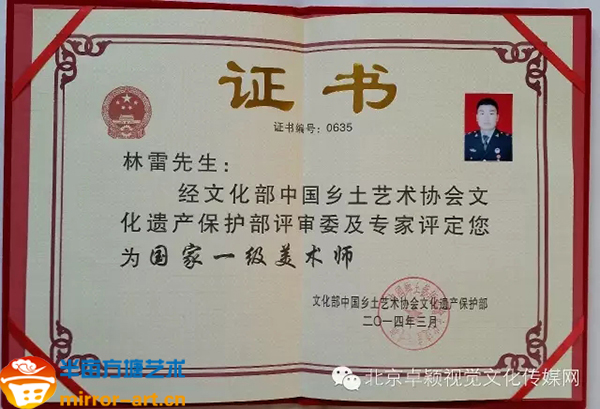 证书
证书编号：0635
林雷先生：
经文化部中国乡土艺术协会文
化遗产保护部评审委及专家评定您
为国家一级美术师
文化部中国乡土艺术协会文化遗产保护部
二〇一四年三月
北京卓颖视觉文化传媒网
半亩方塘艺术
mirror-art.cn